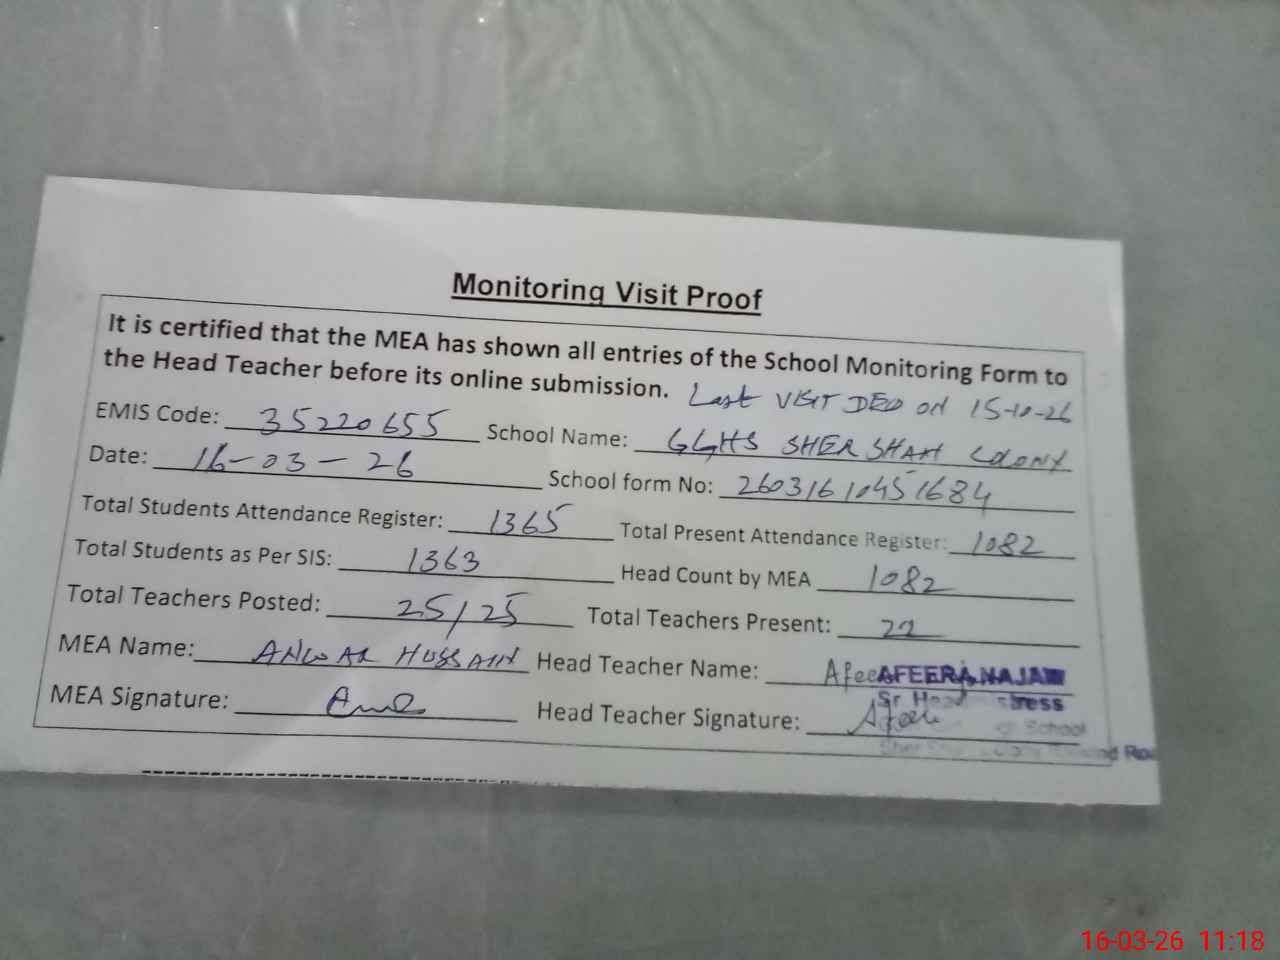 Monitoring Visit Proof
It is certified that the MEA has shown all entries of the School Monitoring Form to
the Head Teacher before its online submission. Last VISIT DEO on 15-10-26
EMIS Code: 35220655 School Name: GGHS SHER SHAH COLONY
Date: 16-03-26 School form No: 26031610451684
Total Students Attendance Register: 1365 Total Present Attendance Register: 1082
Total Students as Per SIS: 1363 Head Count by MEA 1082
Total Teachers Posted: 25/25 Total Teachers Present: 22
MEA Name: ANWAR HUSSAIN Head Teacher Name: AFEERA NAJAM
Sr Headmistress
MEA Signature: Head Teacher Signature: Afeera
School
16-03-26 11:18